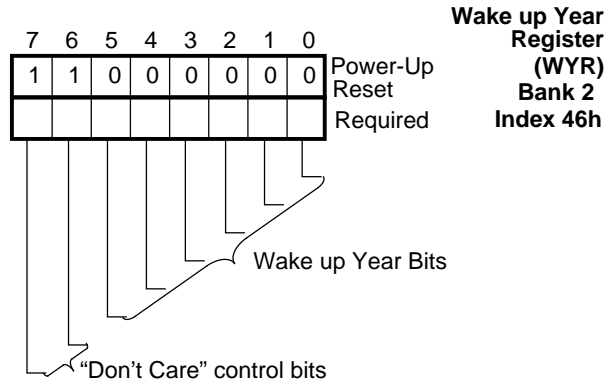 Wake up Year
Register
(WYR)
Bank 2
Index 46h
7 6 5 4 3 2 1 0
1 1 0 0 0 0 0 0
Power-Up
Reset
Required
Wake up Year Bits
“Don’t Care” control bits